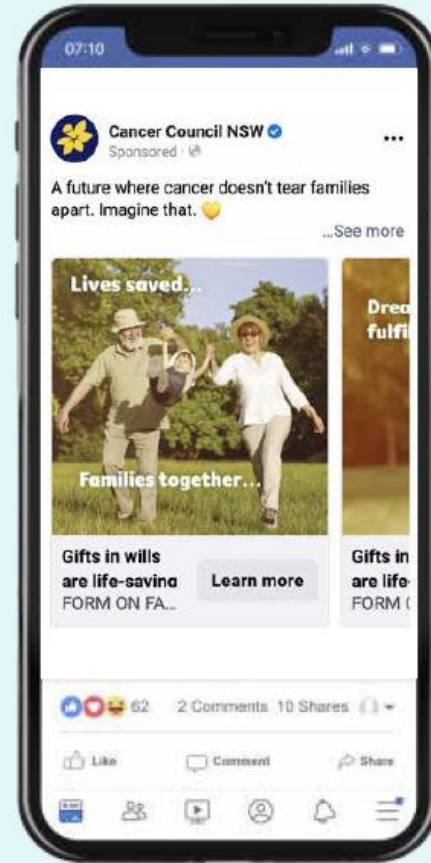 07:10
Cancer Council NSW
Sponsored
A future where cancer doesn't tear families
apart. Imagine that.
...See more
Lives saved...
Families together...
Drea
fulfi
Gifts in wills
are life-saving
FORM ON FA...
Learn more
Gifts in
are life-
FORM (
62
2 Comments 10 Shares
Like
Comment
Share